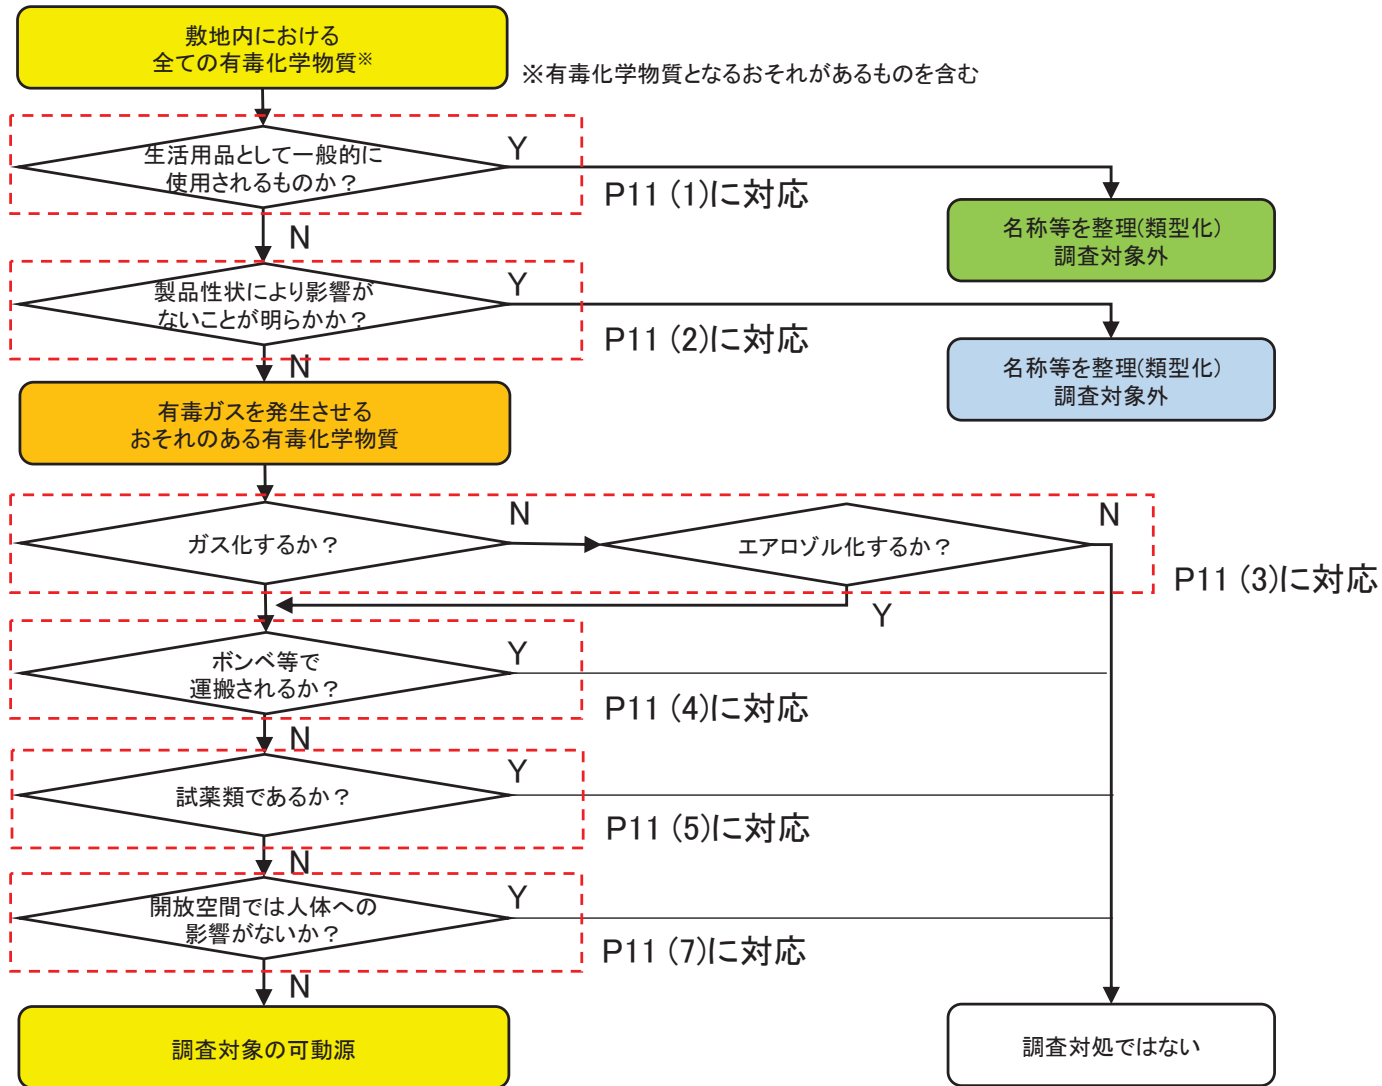 敷地内における
全ての有毒化学物質※
※有毒化学物質となるおそれがあるものを含む
生活用品として一般的に
使用されるものか？
Y
P11 (1)に対応
N
名称等を整理(類型化)
調査対象外
製品性状により影響が
ないことが明らかか？
Y
P11 (2)に対応
N
名称等を整理(類型化)
調査対象外
有毒ガスを発生させる
おそれのある有毒化学物質
ガス化するか？
N
エアロゾル化するか？
N
P11 (3)に対応
Y
ボンベ等で
運搬されるか？
Y
P11 (4)に対応
N
試薬類であるか？
Y
P11 (5)に対応
N
開放空間では人体への
影響がないか？
Y
P11 (7)に対応
N
調査対象の可動源
調査対処ではない